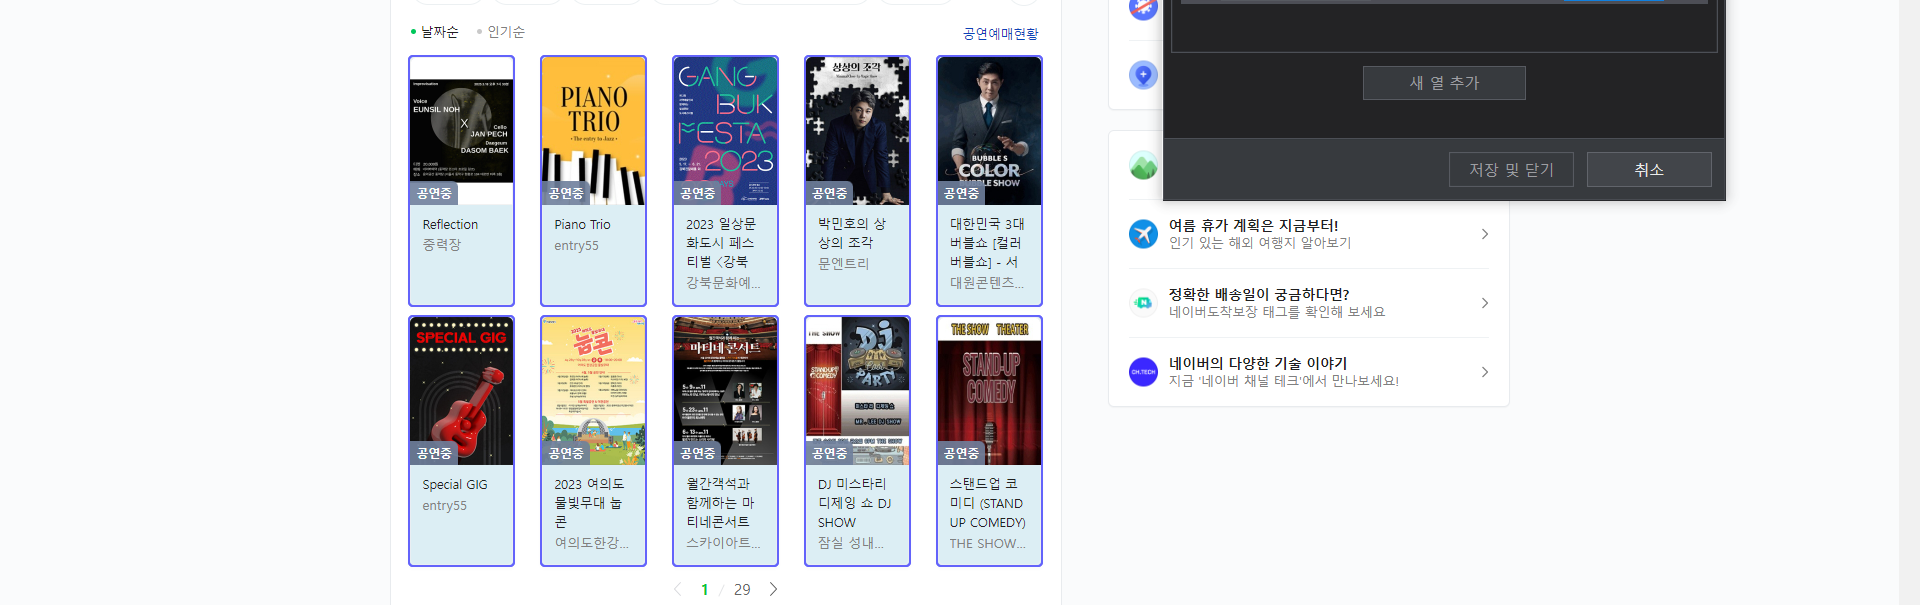 날짜순
인기순
공연예매현황
Improvisation
Voice
EUNSIL NOH
X
Cello
JAN PECH
Daegeum
DASOM BAEK
공연중
Reflection
중력장
PIANO
TRIO
The entry to Jazz
공연중
Piano Trio
entry55
GANG
BUK
FESTA
2023
공연중
2023 일상문
화도시 페스
티벌 <강북
강북문화예...
상상의 조각
공연중
박민호의 상
상의 조각
문엔트리
BUBBLE S
COLOR
BUBBLE SHOW
공연중
대한민국 3대
버블쇼 [컬러
버블쇼] - 서
대원콘텐츠...
SPECIAL GIG
공연중
Special GIG
entry55
2023
눕콘
공연중
2023 여의도
물빛무대 눕
콘
여의도한강...
마티네콘서트
공연중
월간객석과
함께하는 마
티네콘서트
스카이아트...
THE SHOW
STAND-UP
COMEDY
DJ
PARTY
공연중
DJ 미스타리
디제잉 쇼 DJ
SHOW
잠실 성내...
THE SHOW THEATER
STAND-UP
COMEDY
공연중
스탠드업 코
미디 (STAND
UP COMEDY)
THE SHOW...
1 / 29
새 열 추가
저장 및 닫기
취소
여름 휴가 계획은 지금부터!
인기 있는 해외 여행지 알아보기
정확한 배송일이 궁금하다면?
네이버도착보장 태그를 확인해 보세요
CH.TECH
네이버의 다양한 기술 이야기
지금 '네이버 채널 테크'에서 만나보세요!